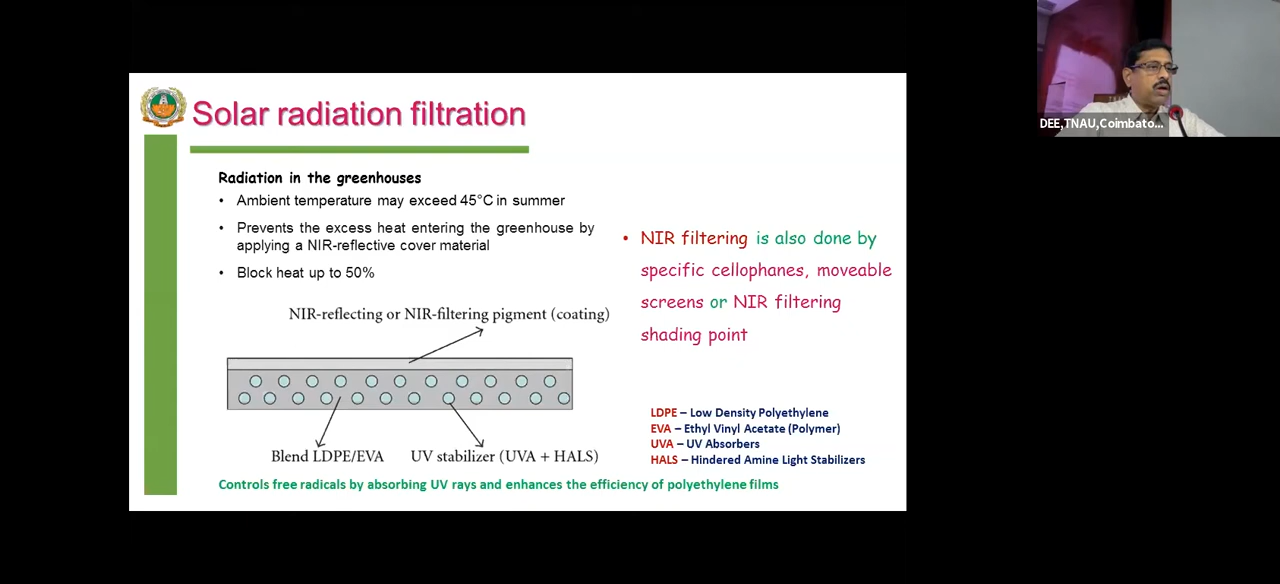 Solar radiation filtration
Radiation in the greenhouses
• Ambient temperature may exceed 45°C in summer
• Prevents the excess heat entering the greenhouse by
applying a NIR-reflective cover material
• Block heat up to 50%
NIR-reflecting or NIR-filtering pigment (coating)
Blend LDPE/EVA
UV stabilizer (UVA + HALS)
Controls free radicals by absorbing UV rays and enhances the efficiency of polyethylene films
• NIR filtering is also done by
specific cellophanes, moveable
screens or NIR filtering
shading point
LDPE – Low Density Polyethylene
EVA – Ethyl Vinyl Acetate (Polymer)
UVA – UV Absorbers
HALS – Hindered Amine Light Stabilizers
DEE,TNAU,Coimbato...